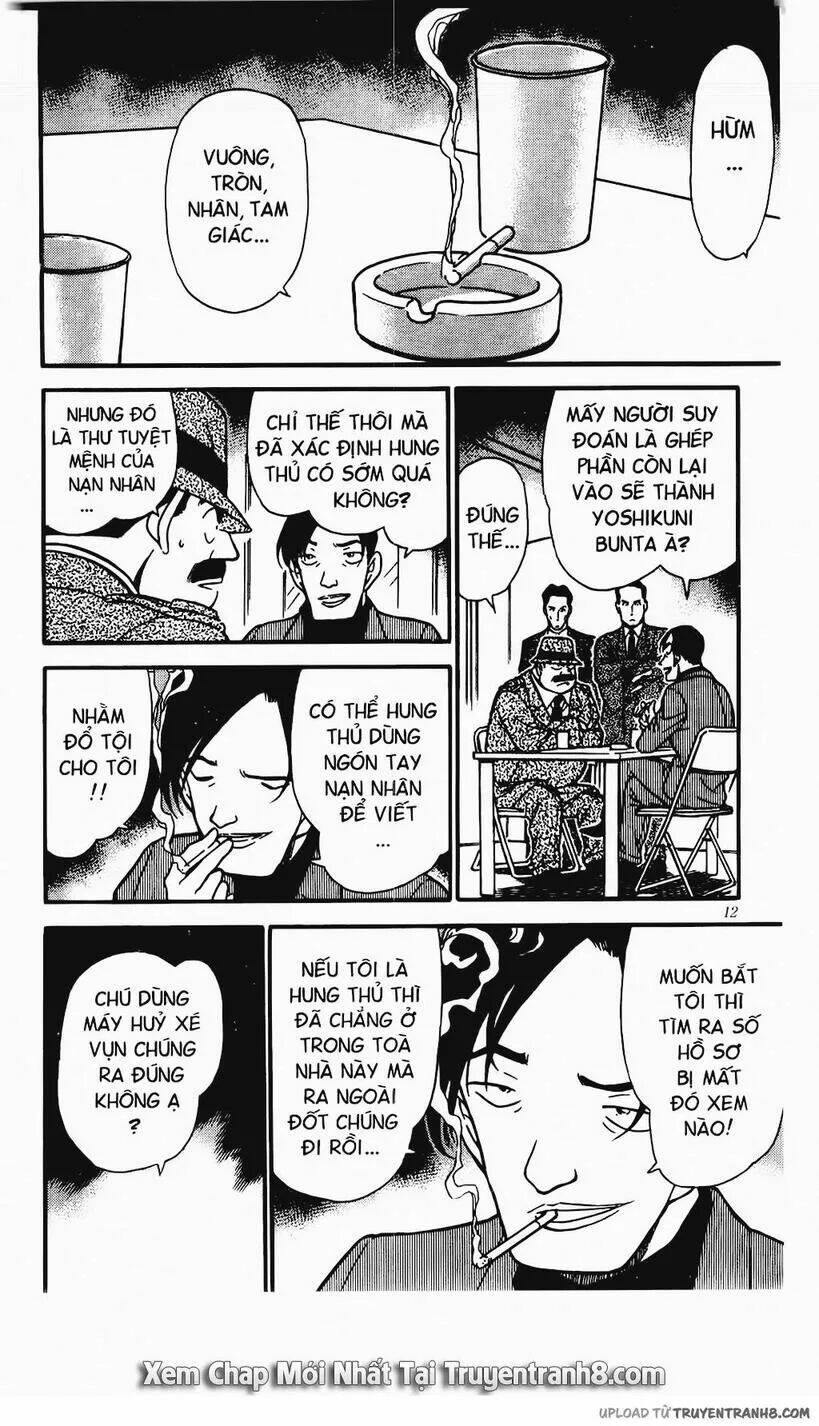 HỪM
...
VUÔNG,
TRÒN,
NHÂN, TAM
GIÁC...
MẤY NGƯỜI SUY
ĐOÁN LÀ GHÉP
PHẦN CÒN LẠI
VÀO SẼ THÀNH
YOSHIKUNI
BUNTA À?
ĐÚNG
THẾ...
CHỈ THẾ THÔI MÀ
ĐÃ XÁC ĐỊNH HUNG
THỦ CÓ SỚM QUÁ
KHÔNG?
NHƯNG ĐÓ
LÀ THƯ TUYỆT
MỆNH CỦA
NẠN NHÂN
...
CÓ THỂ HUNG
THỦ DÙNG
NGÓN TAY
NẠN NHÂN
ĐỂ VIẾT
...
NHẰM
ĐỔ TỘI
CHO TÔI
!!
12
MUỐN BẮT
TÔI THÌ
TÌM RA SỐ
HỒ SƠ
BỊ MẤT
ĐÓ XEM
NÀO!
NẾU TÔI LÀ
HUNG THỦ THÌ
ĐÃ CHẲNG Ở
TRONG TOÀ
NHÀ NÀY MÀ
RA NGOÀI
ĐỐT CHÚNG
ĐI RỒI...
CHÚ DÙNG
MÁY HUỶ XÉ
VỤN CHÚNG
RA ĐÚNG
KHÔNG Ạ
?
Xem Chap Mới Nhất Tại Truyentranh8.com
UPLOAD TỪ TRUYENTRANH8.COM